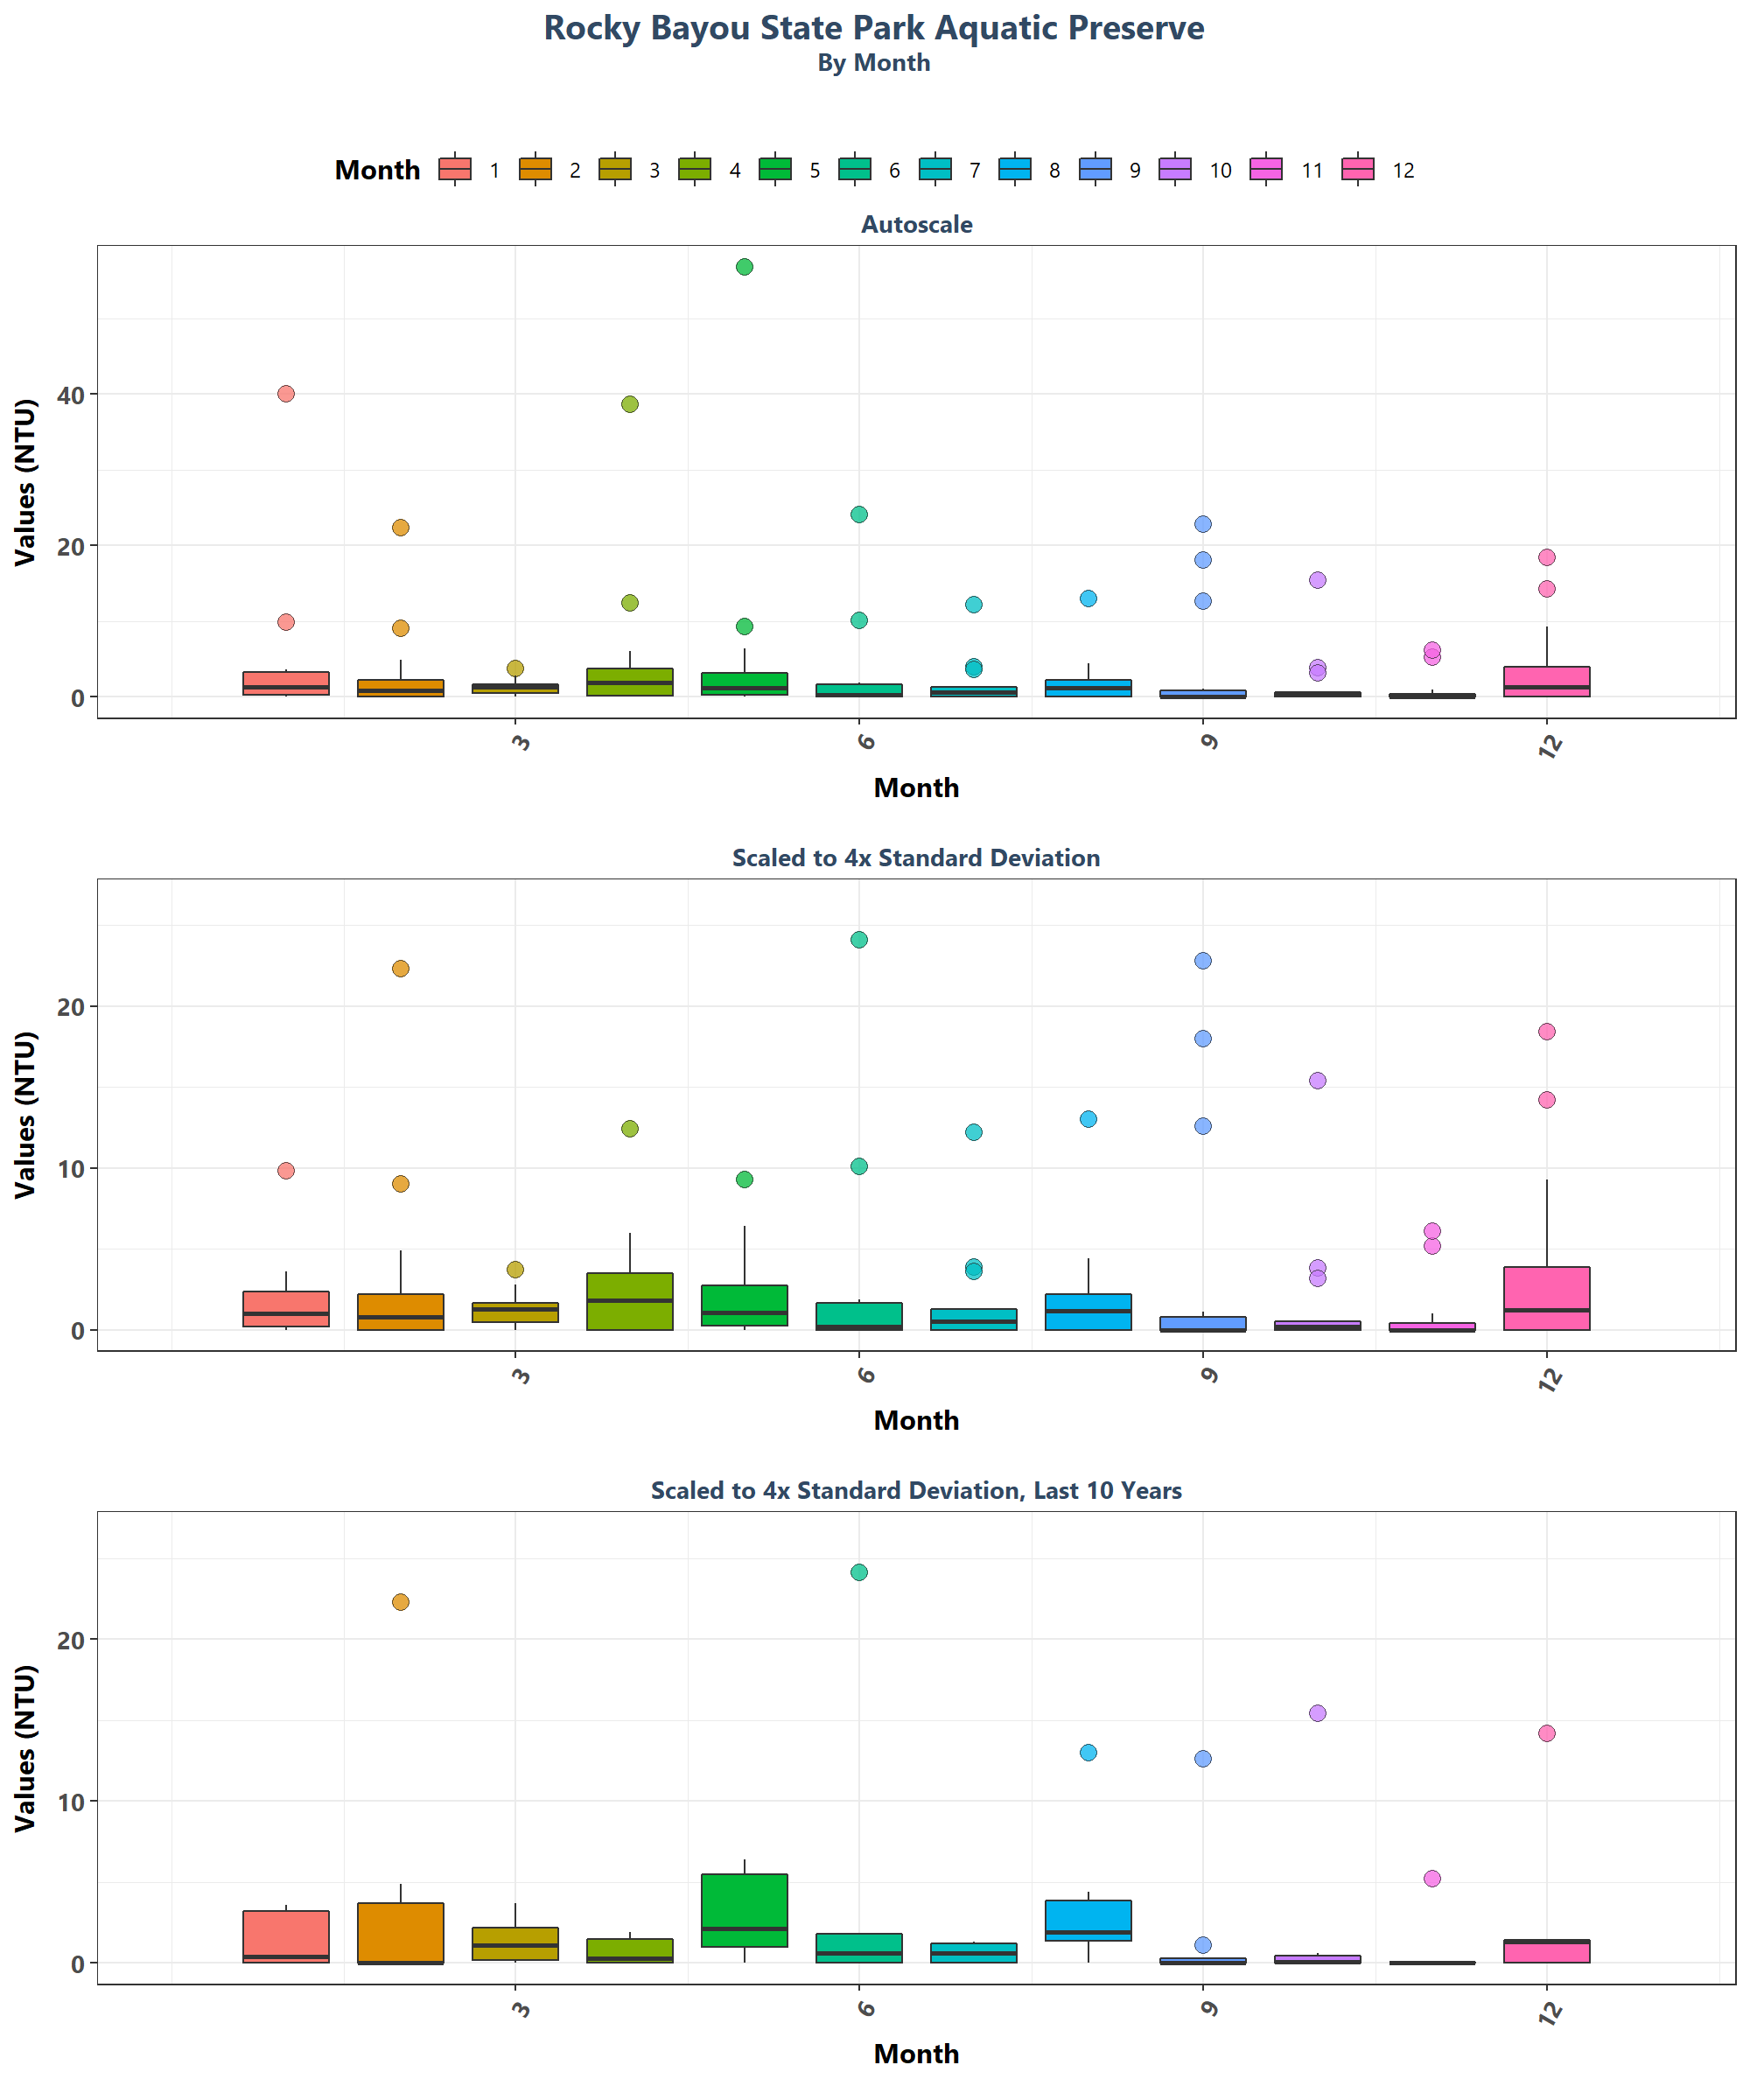 Rocky Bayou State Park Aquatic Preserve
By Month
Month 1 2 3 4 5 6 7 8 9 10 11 12
Autoscale
Values (NTU)
40
20
0
3 6 9 12
Month
Scaled to 4x Standard Deviation
Values (NTU)
20
10
0
3 6 9 12
Month
Scaled to 4x Standard Deviation, Last 10 Years
Values (NTU)
20
10
0
3 6 9 12
Month